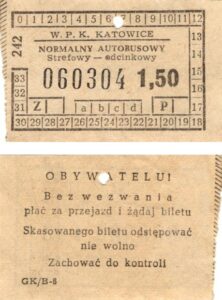 0 1 2 3 4 5 6 7 8 9 10 11 12
242
W. P. K. KATOWICE
13
NORMALNY AUTOBUSOWY
14
Strefowy — odcinkowy
15
33 060304 1,50 16
32 17
31 Z a b c d P 18
30 29 28 27 26 25 24 23 22 21 20 19
OBYWATELU!
Bez wezwania
płać za przejazd i żądaj biletu
Skasowanego biletu odstępować
nie wolno
Zachować do kontroli
GK/B-6